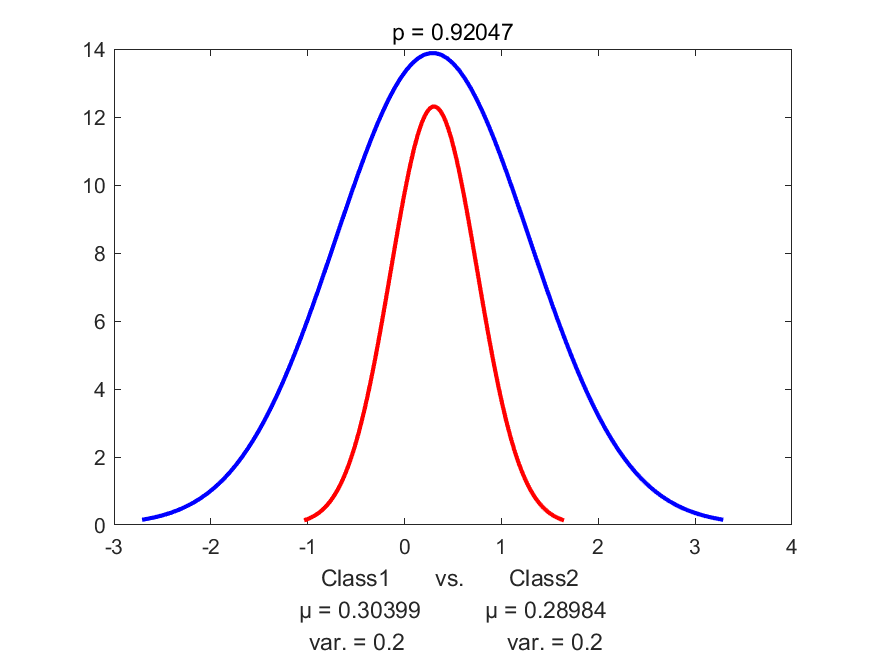 p = 0.92047
14
12
10
8
6
4
2
0
-3 -2 -1 0 1 2 3 4
Class1 vs. Class2
μ = 0.30399 μ = 0.28984
var. = 0.2 var. = 0.2